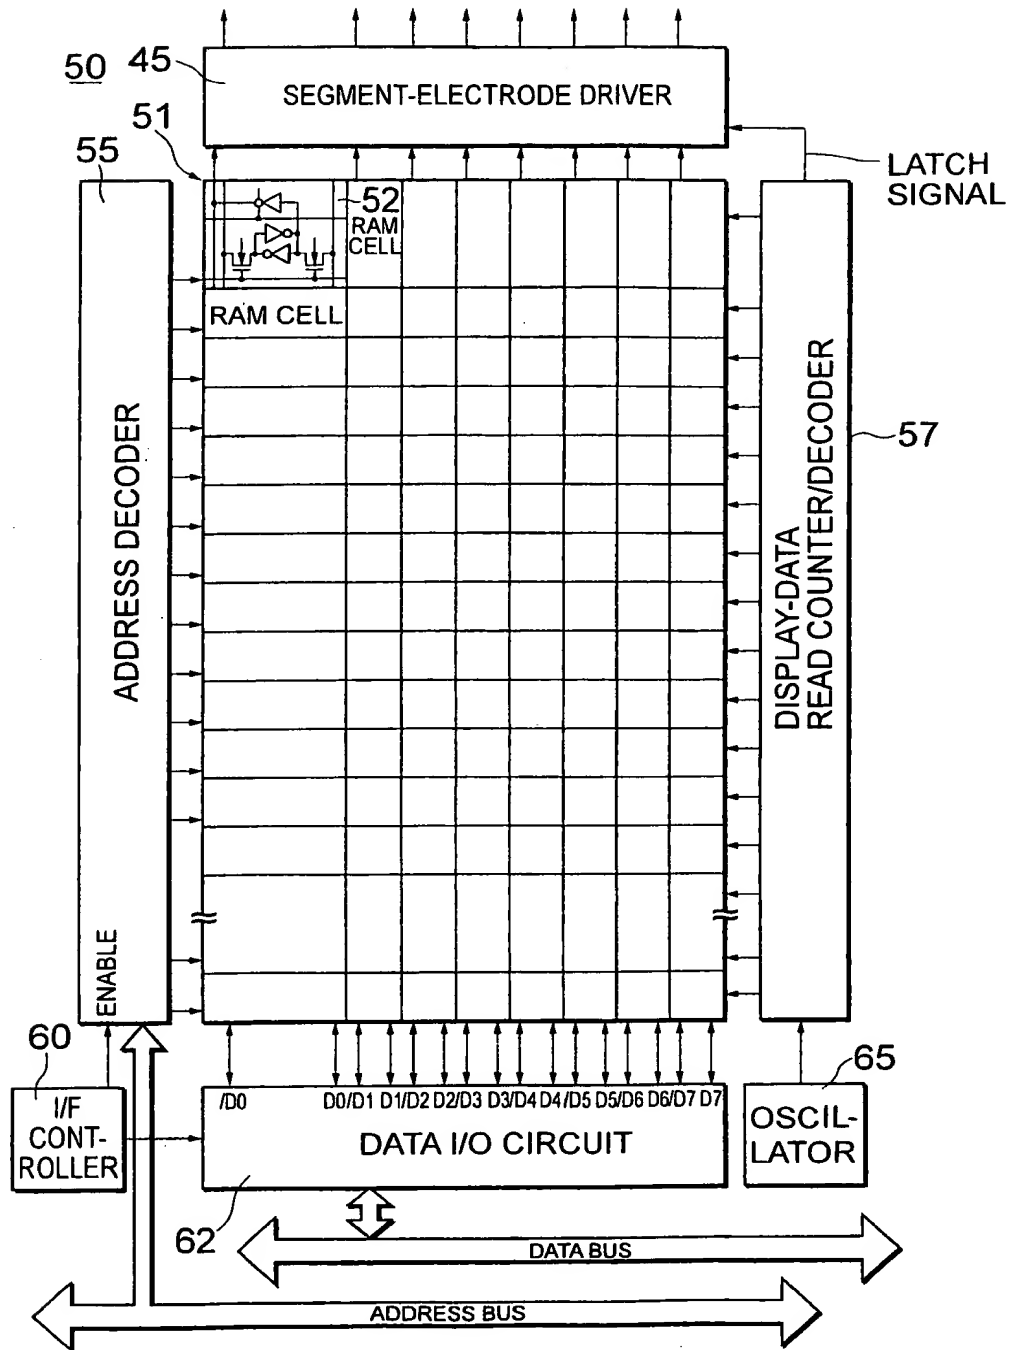 50
45
SEGMENT-ELECTRODE DRIVER
51
55
LATCH
SIGNAL
52
RAM
CELL
RAM CELL
ADDRESS DECODER
ENABLE
DISPLAY-DATA
READ COUNTER/DECODER
57
60
I/F
CONT-
ROLLER
/D0 D0/D1 D1/D2 D2/D3 D3/D4 D4/D5 D5/D6 D6/D7 D7
DATA I/O CIRCUIT
62
65
OSCIL-
LATOR
DATA BUS
ADDRESS BUS